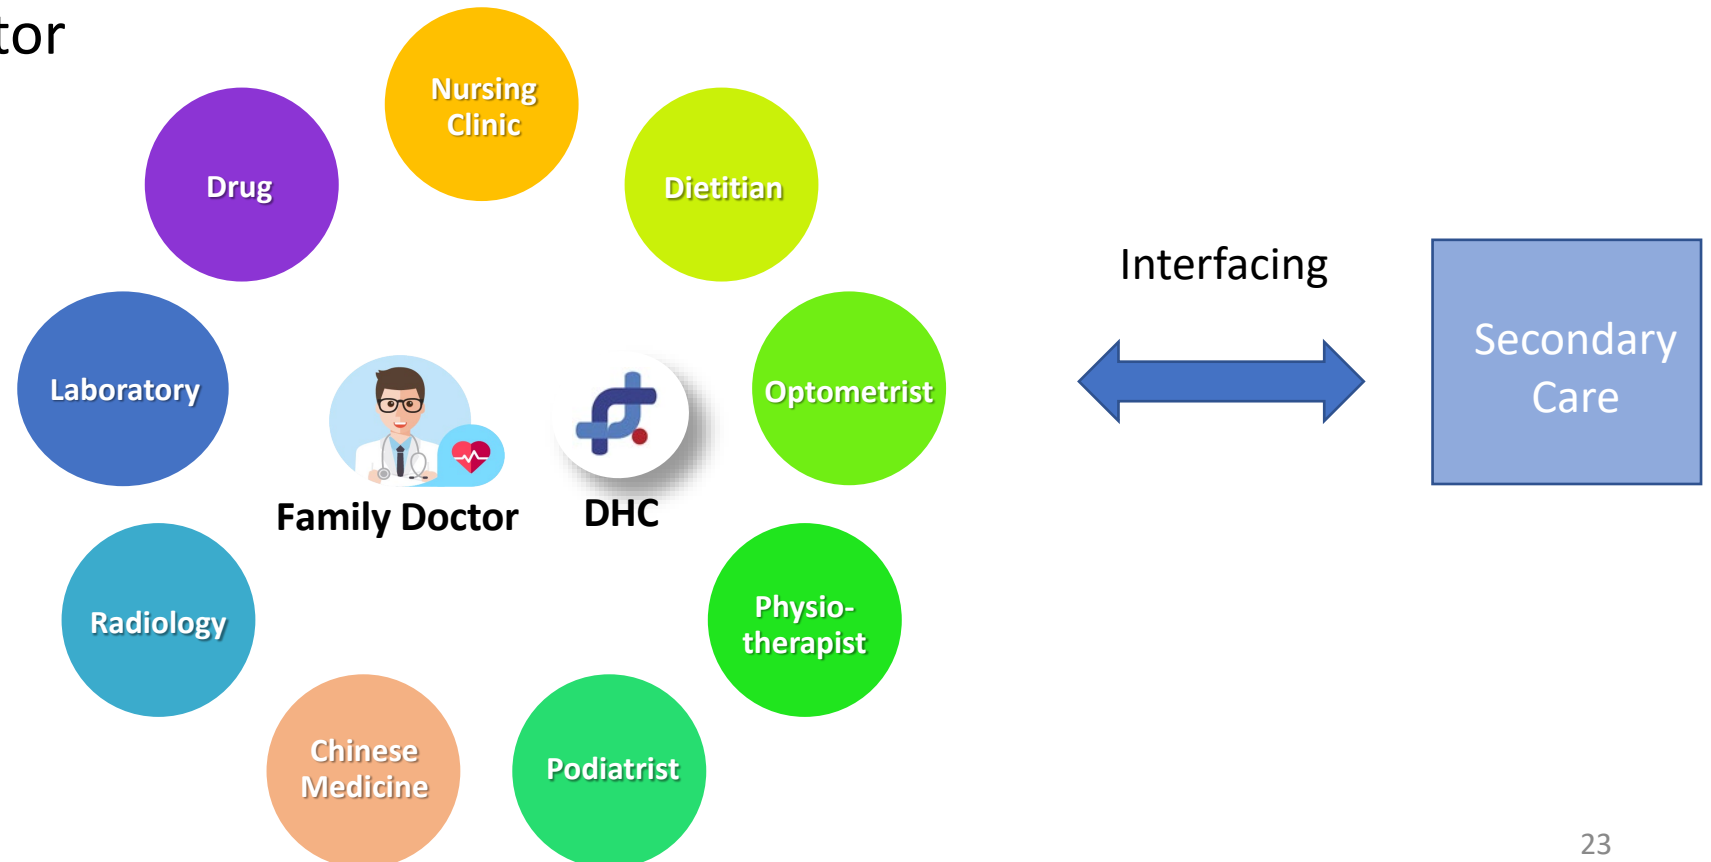 tor
Nursing
Clinic
Drug
Dietitian
Interfacing
Secondary
Care
Laboratory
Optometrist
Family Doctor
DHC
Radiology
Physio-
therapist
Chinese
Medicine
Podiatrist
23